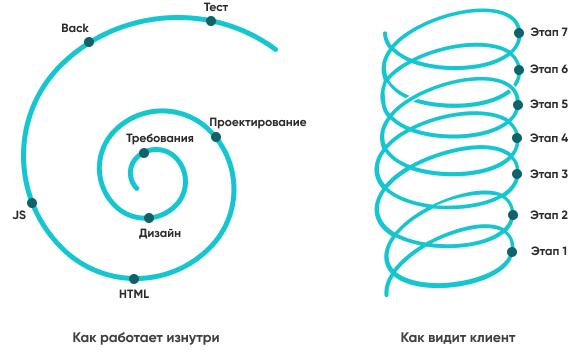 Тест
Back
Проектирование
Требования
JS
Дизайн
HTML
Как работает изнутри
Этап 7
Этап 6
Этап 5
Этап 4
Этап 3
Этап 2
Этап 1
Как видит клиент